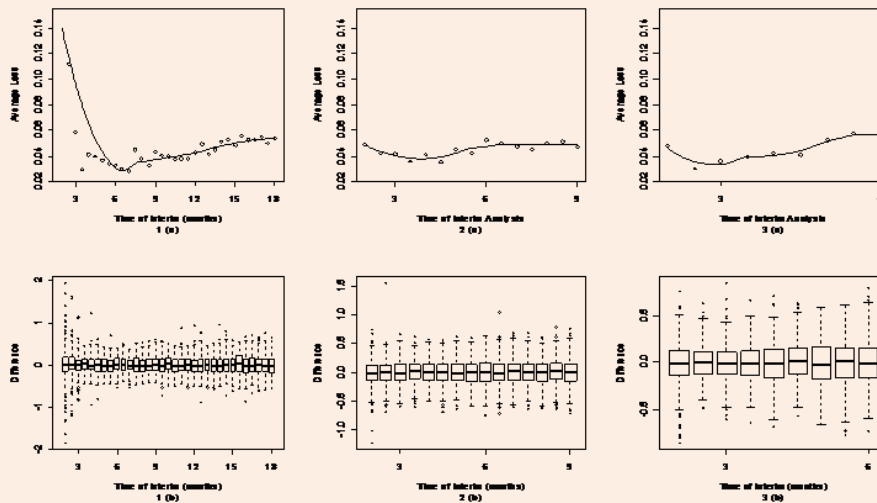 0.14
0.12
0.10
0.08
0.06
0.04
0.02
Average Loss
3 6 9 12 15 18
Time of Interim (months)
1 (a)
0.14
0.12
0.10
0.08
0.06
0.04
0.02
Average Loss
3 6 9
Time of Interim Analysis
2 (a)
0.14
0.12
0.10
0.08
0.06
0.04
0.02
Average Loss
3
Time of Interim Analysis
3 (a)
2
1
0
-1
-2
Difference
3 6 9 12 15 18
Time of Interim (months)
1 (b)
1.5
1.0
0.5
0.0
-0.5
-1.0
Difference
3 6 9
Time of Interim (months)
2 (b)
0.5
0.0
-0.5
Difference
3 6
Time of Interim (months)
3 (b)